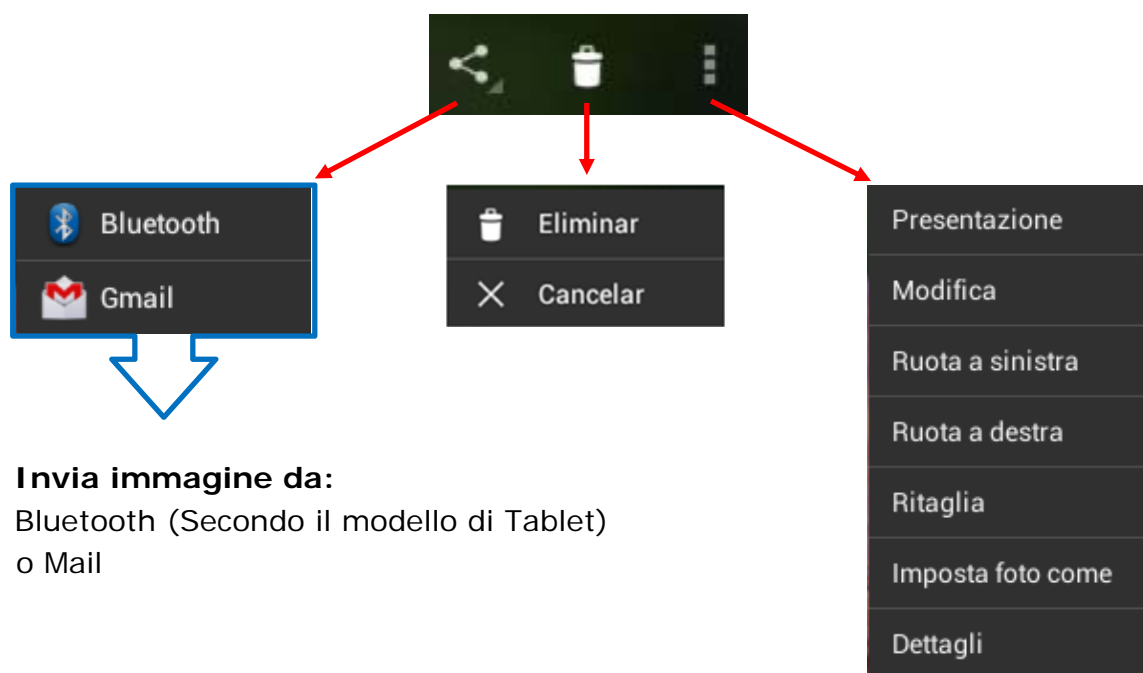 Bluetooth
Gmail
Eliminar
Cancelar
Presentazione
Modifica
Ruota a sinistra
Ruota a destra
Ritaglia
Imposta foto come
Dettagli
Invia immagine da:
Bluetooth (Secondo il modello di Tablet)
o Mail